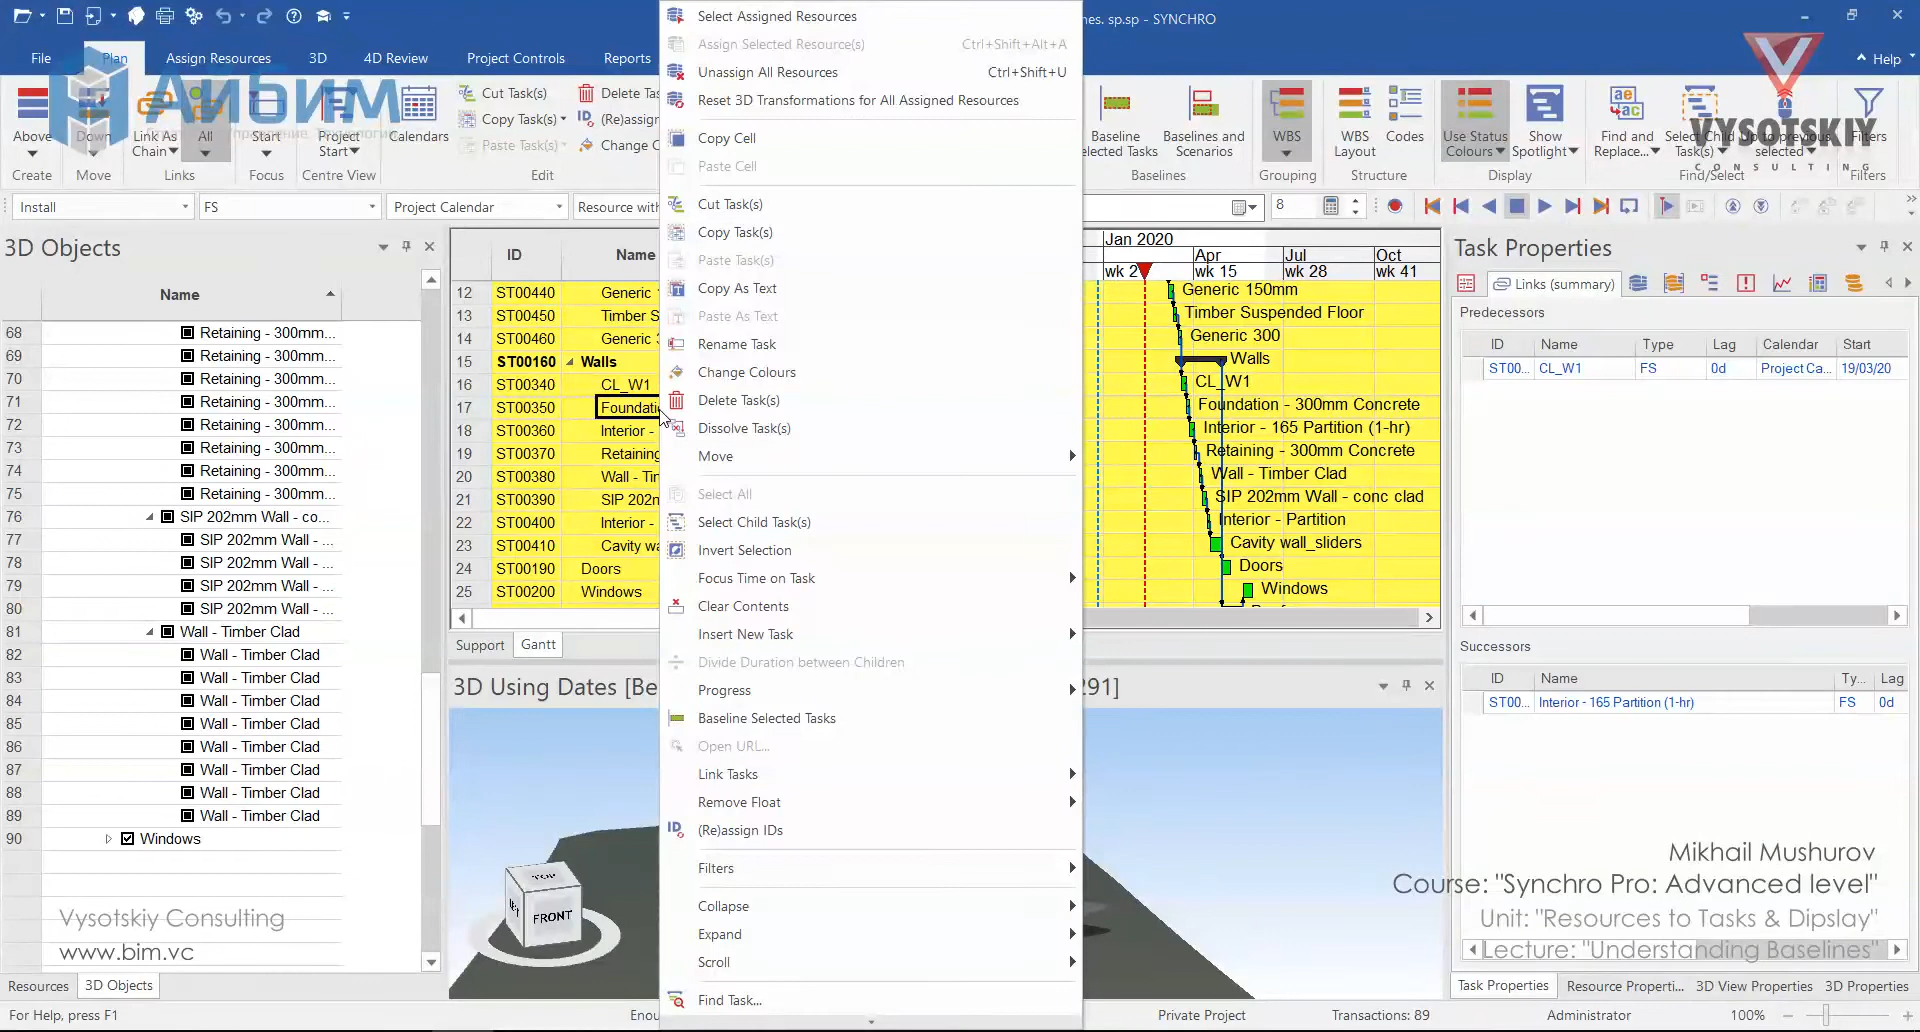 nes. sp.sp - SYNCHRO
File
Plan
Assign Resources
3D
4D Review
Project Controls
Reports
Help
Айбим
Above
Down
Link As
Chain
All
Start
Project
Start
Calendars
Create
Move
Links
Focus
Centre View
Cut Task(s)
Copy Task(s)
Paste Task(s)
Delete Ta
(Re)assign
Change C
Edit
Baseline
elected Tasks
Baselines and
Scenarios
Baselines
WBS
Grouping
WBS
Layout
Codes
Structure
Use Status
Colours
Show
Spotlight
Display
Find and
Replace...
Select Child
Task(s)
Up to previous
selected
Find/Select
Filters
Filters
VYSOTSKIY
CONSULTING
Install
FS
Project Calendar
Resource with
8
3D Objects
Name
68 Retaining - 300mm...
69 Retaining - 300mm...
70 Retaining - 300mm...
71 Retaining - 300mm...
72 Retaining - 300mm...
73 Retaining - 300mm...
74 Retaining - 300mm...
75 Retaining - 300mm...
76 SIP 202mm Wall - co...
77 SIP 202mm Wall - ...
78 SIP 202mm Wall - ...
79 SIP 202mm Wall - ...
80 SIP 202mm Wall - ...
81 Wall - Timber Clad
82 Wall - Timber Clad
83 Wall - Timber Clad
84 Wall - Timber Clad
85 Wall - Timber Clad
86 Wall - Timber Clad
87 Wall - Timber Clad
88 Wall - Timber Clad
89 Wall - Timber Clad
90 Windows
Vysotskiy Consulting
www.bim.vc
Resources
3D Objects
ID Name
12 ST00440 Generic
13 ST00450 Timber S
14 ST00460 Generic
15 ST00160 Walls
16 ST00340 CL_W1
17 ST00350 Foundati
18 ST00360 Interior -
19 ST00370 Retaining
20 ST00380 Wall - Tir
21 ST00390 SIP 202n
22 ST00400 Interior -
23 ST00410 Cavity wa
24 ST00190 Doors
25 ST00200 Windows
Support
Gantt
Select Assigned Resources
Assign Selected Resource(s) Ctrl+Shift+Alt+A
Unassign All Resources Ctrl+Shift+U
Reset 3D Transformations for All Assigned Resources
Copy Cell
Paste Cell
Cut Task(s)
Copy Task(s)
Paste Task(s)
Copy As Text
Paste As Text
Rename Task
Change Colours
Delete Task(s)
Dissolve Task(s)
Move
Select All
Select Child Task(s)
Invert Selection
Focus Time on Task
Clear Contents
Insert New Task
Divide Duration between Children
Progress
Baseline Selected Tasks
Open URL...
Link Tasks
Remove Float
(Re)assign IDs
Filters
Collapse
Expand
Scroll
Find Task...
Jan 2020
Apr Jul Oct
wk 2 wk 15 wk 28 wk 41
Generic 150mm
Timber Suspended Floor
Generic 300
Walls
CL_W1
Foundation - 300mm Concrete
Interior - 165 Partition (1-hr)
Retaining - 300mm Concrete
Wall - Timber Clad
SIP 202mm Wall - conc clad
Interior - Partition
Cavity wall_sliders
Doors
Windows
3D Using Dates [Be
291]
TOP
FRONT
Task Properties
Links (summary)
Predecessors
ID Name Type Lag Calendar Start
ST00... CL_W1 FS 0d Project Ca... 19/03/20
Successors
ID Name Ty... Lag
ST00... Interior - 165 Partition (1-hr) FS 0d
Mikhail Mushurov
Course: "Synchro Pro: Advanced level"
Unit: "Resources to Tasks & Dipslay"
Lecture: "Understanding Baselines"
Task Properties
Resource Properti...
3D View Properties
3D Properties
For Help, press F1
Enou
Private Project
Transactions: 89
Administrator
100%